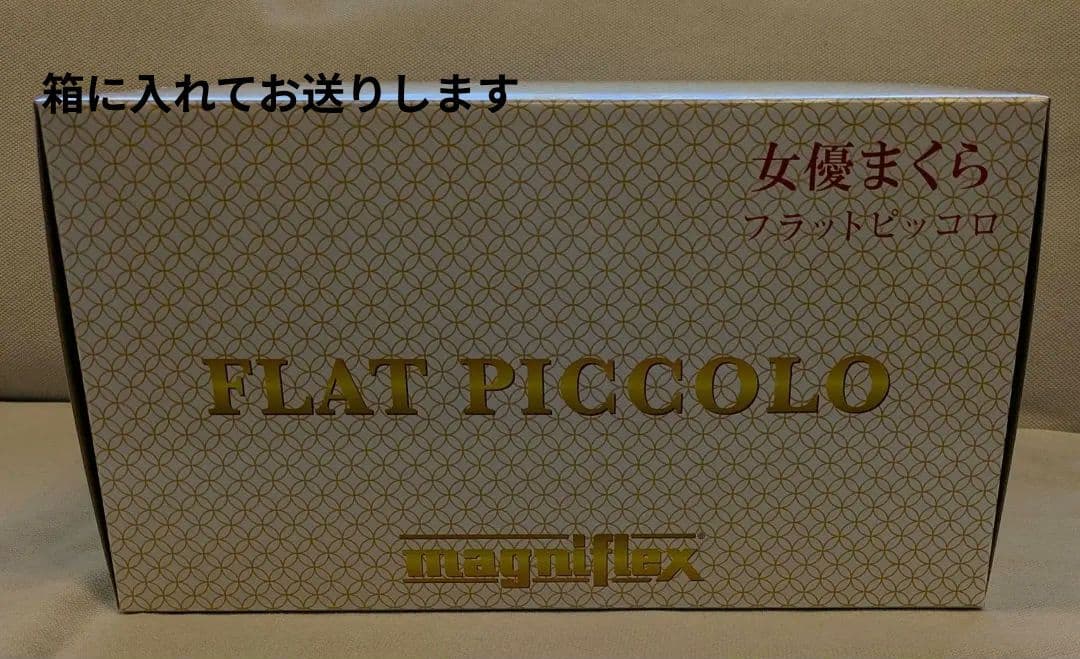 箱に入れてお送りします
女優まくら
フラットピッコロ
FLAT PICCOLO
magniflex®